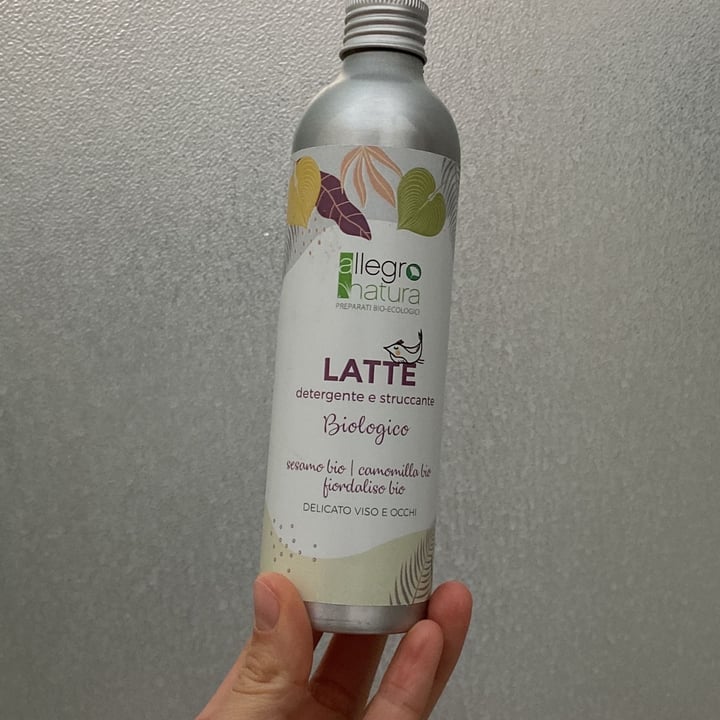 allegro
natura
PREPARATI BIO-ECOLOGICI
LATTE
detergente e struccante
Biologico
sesamo bio | camomilla bio
fiordaliso bio
DELICATO VISO E OCCHI